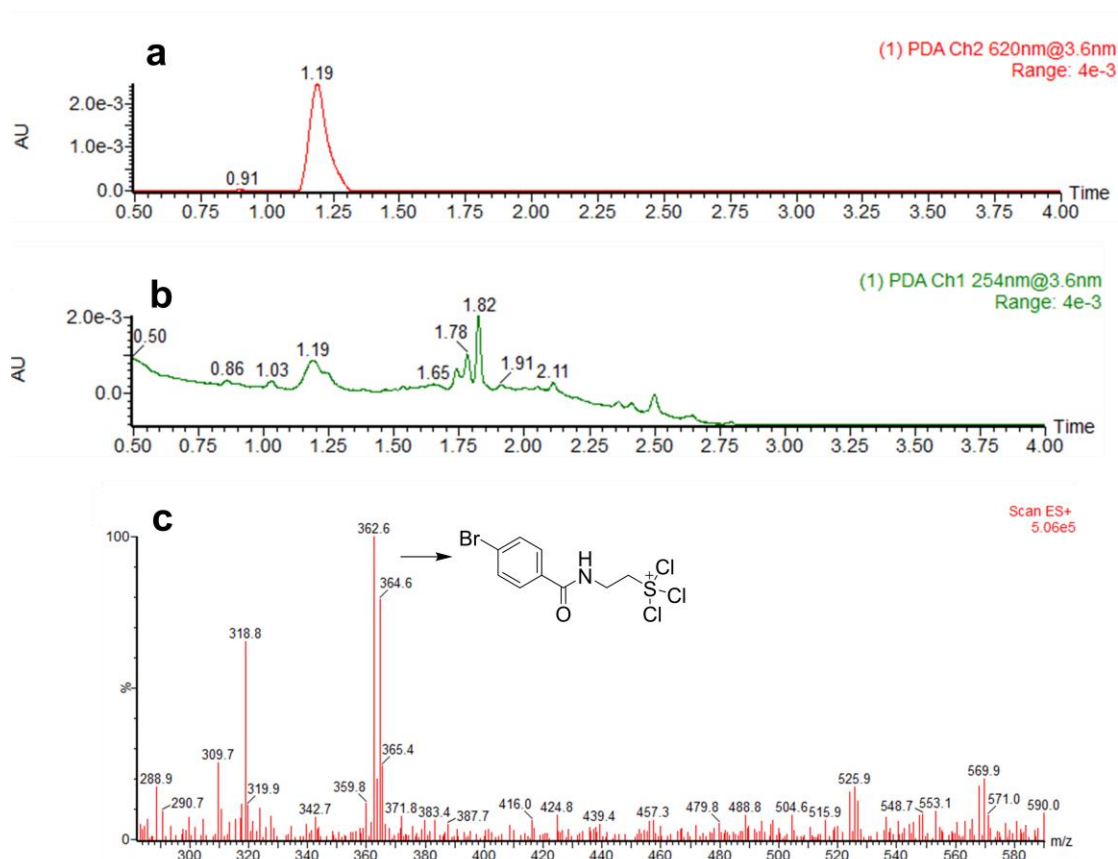 a
(1) PDA Ch2 620nm@3.6nm
Range: 4e-3
1.19
2.0e-3
AU
1.0e-3
0.91
0.0
Time
0.50 0.75 1.00 1.25 1.50 1.75 2.00 2.25 2.50 2.75 3.00 3.25 3.50 3.75 4.00
b
(1) PDA Ch1 254nm@3.6nm
Range: 4e-3
1.82
2.0e-3
0.50
1.78
1.19
AU
0.86 1.03 1.65 1.91 2.11
0.0
Time
0.50 0.75 1.00 1.25 1.50 1.75 2.00 2.25 2.50 2.75 3.00 3.25 3.50 3.75 4.00
c
Scan ES+
5.06e5
100
362.6
Br
H
N
O
S
+
Cl
Cl
Cl
364.6
318.8
%
365.4
309.7
288.9
290.7
319.9
342.7
359.8
371.8
383.4
387.7
416.0
424.8
439.4
457.3
479.8
488.8
504.6
515.9
525.9
548.7
553.1
569.9
571.0
590.0
0
m/z
300 320 340 360 380 400 420 440 460 480 500 520 540 560 580